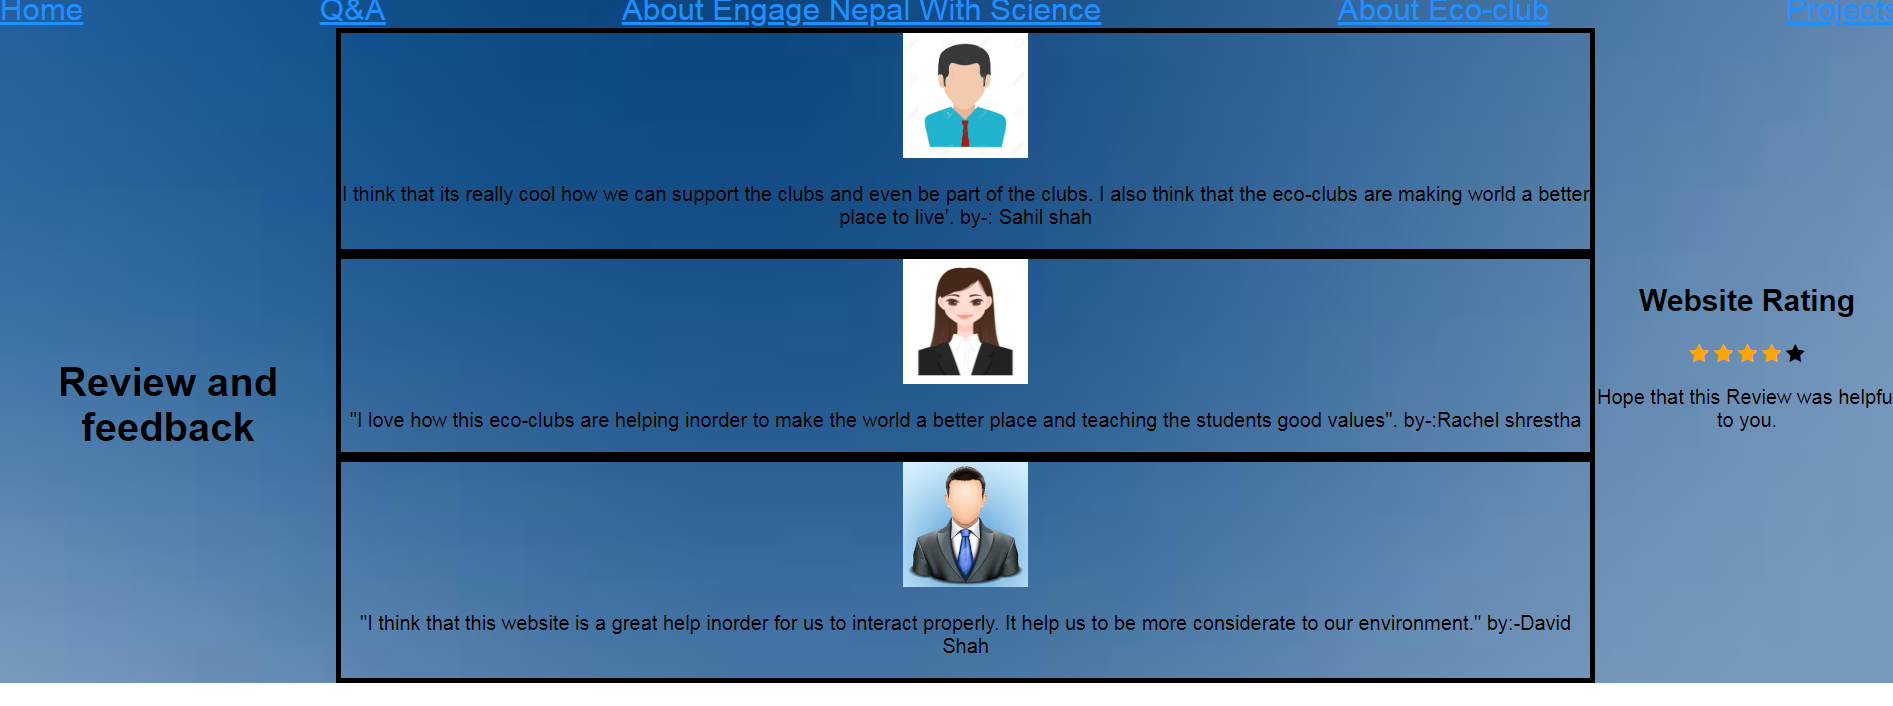 Home Q&A About Engage Nepal With Science About Eco-club Projects
I think that its really cool how we can support the clubs and even be part of the clubs. I also think that the eco-clubs are making world a better
place to live'. by-: Sahil shah
"I love how this eco-clubs are helping inorder to make the world a better place and teaching the students good values". by-:Rachel shrestha
"I think that this website is a great help inorder for us to interact properly. It help us to be more considerate to our environment." by:-David
Shah
Review and
feedback
Website Rating
Hope that this Review was helpfu
to you.